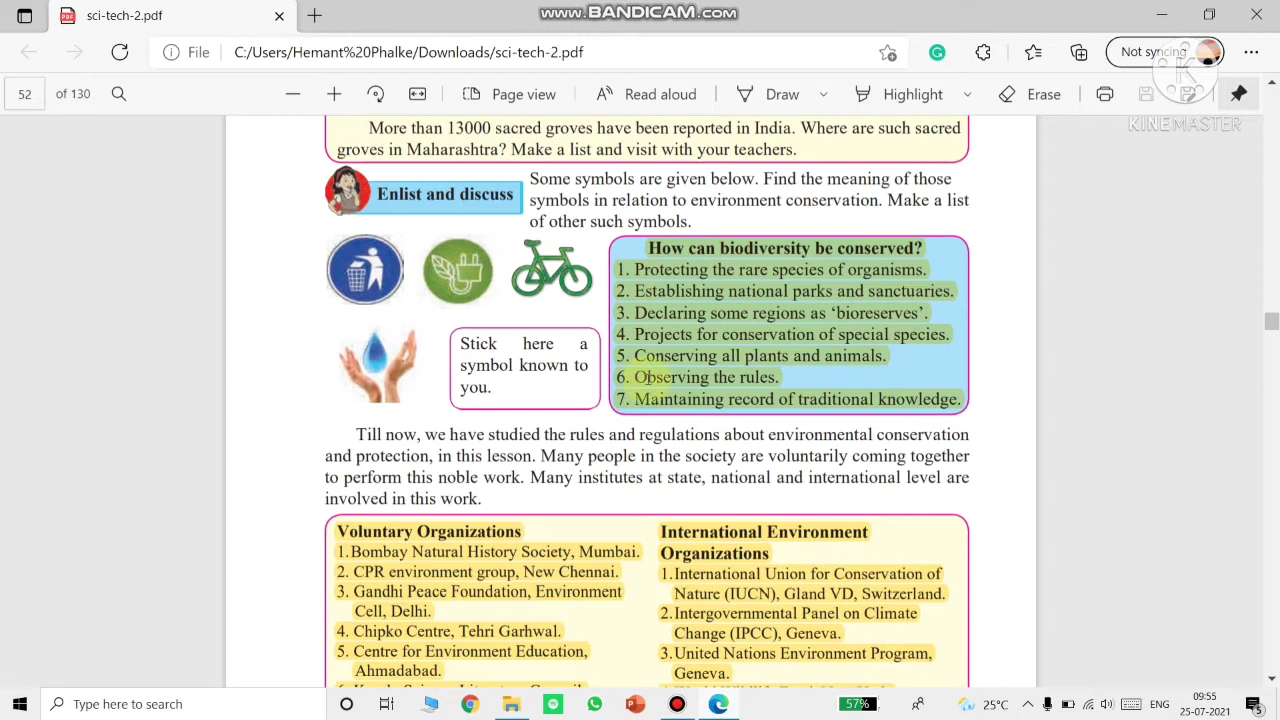 sci-tech-2.pdf
www.BANDICAM.com
File
C:/Users/Hemant%20Phalke/Downloads/sci-tech-2.pdf
Not syncing
52
of 130
Page view
Read aloud
Draw
Highlight
Erase
KINEMASTER
More than 13000 sacred groves have been reported in India. Where are such sacred
groves in Maharashtra? Make a list and visit with your teachers.
Enlist and discuss
Some symbols are given below. Find the meaning of those
symbols in relation to environment conservation. Make a list
of other such symbols.
How can biodiversity be conserved?
1. Protecting the rare species of organisms.
2. Establishing national parks and sanctuaries.
3. Declaring some regions as ‘bioreserves’.
4. Projects for conservation of special species.
5. Conserving all plants and animals.
6. Observing the rules.
7. Maintaining record of traditional knowledge.
Stick here a
symbol known to
you.
Till now, we have studied the rules and regulations about environmental conservation
and protection, in this lesson. Many people in the society are voluntarily coming together
to perform this noble work. Many institutes at state, national and international level are
involved in this work.
Voluntary Organizations
1.Bombay Natural History Society, Mumbai.
2. CPR environment group, New Chennai.
3. Gandhi Peace Foundation, Environment
Cell, Delhi.
4. Chipko Centre, Tehri Garhwal.
5. Centre for Environment Education,
Ahmadabad.
International Environment
Organizations
1.International Union for Conservation of
Nature (IUCN), Gland VD, Switzerland.
2.Intergovernmental Panel on Climate
Change (IPCC), Geneva.
3.United Nations Environment Program,
Geneva.
Type here to search
57%
25°C
ENG
09:55
25-07-2021
5